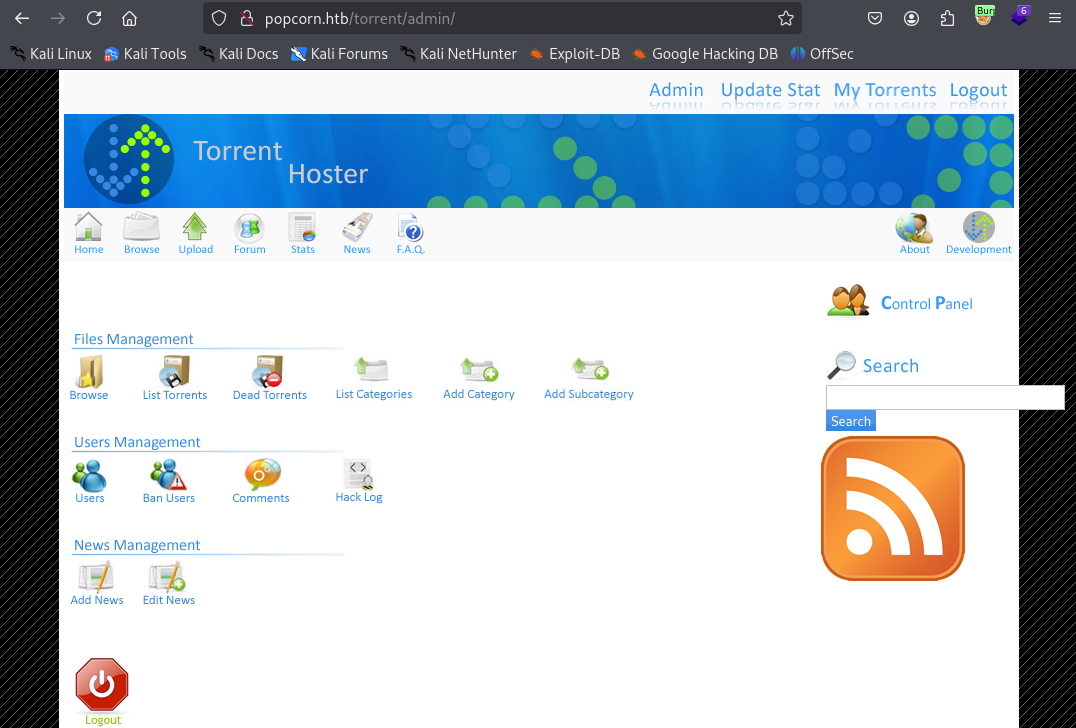 popcorn.htb/torrent/admin/
Burp
6
Kali Linux Kali Tools Kali Docs Kali Forums Kali NetHunter Exploit-DB Google Hacking DB OffSec
Admin Update Stat My Torrents Logout
Torrent
Hoster
Home Browse Upload Forum Stats News F.A.Q. About Development
Control Panel
Files Management
Search
Browse List Torrents Dead Torrents List Categories Add Category Add Subcategory
Search
Users Management
Users Ban Users Comments Hack Log
News Management
Add News Edit News
Logout